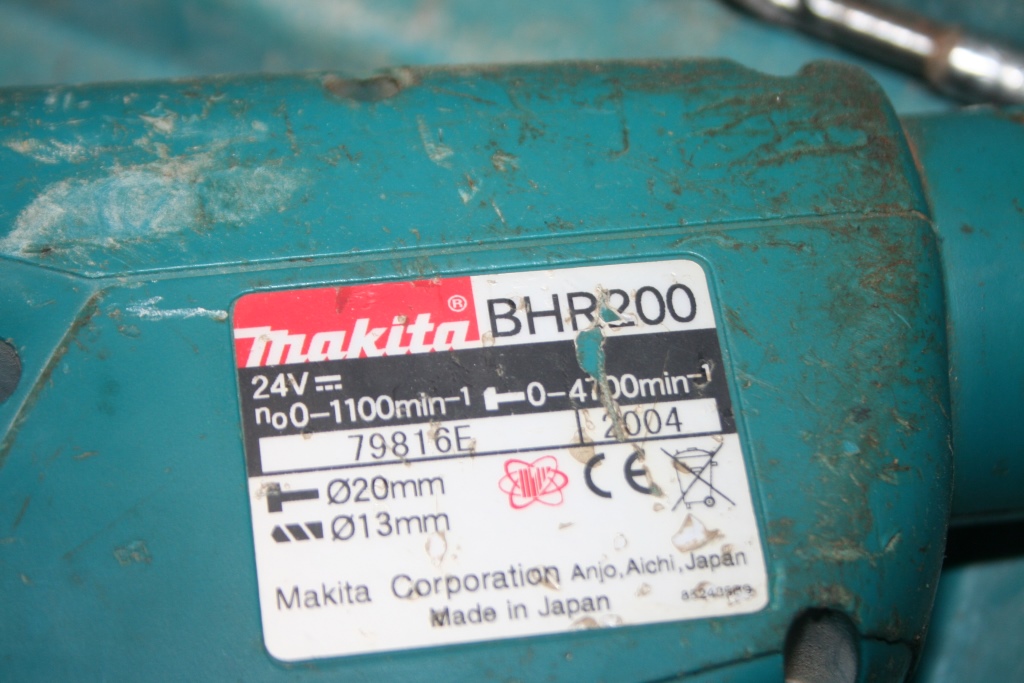 makita® BHR200
24V
n₀0-1100min⁻¹ 0-4700min⁻¹
79816E 2004
Ø20mm CE
Ø13mm
Makita Corporation Anjo, Aichi, Japan
Made in Japan